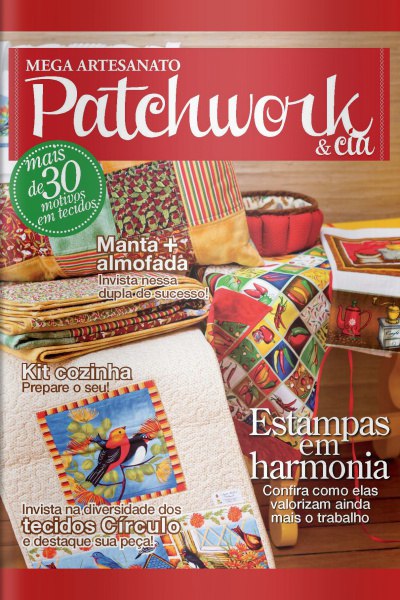 MEGA ARTESANATO
Patchwork
& cia
mais
de 30
motivos
em tecidos
Manta +
almofada
Invista nessa
dupla de sucesso!
Kit cozinha
Prepare o seu!
Estampas
em
harmonia
Confira como elas
valorizam ainda
mais o trabalho
Invista na diversidade dos
tecidos Círculo
e destaque sua peça!